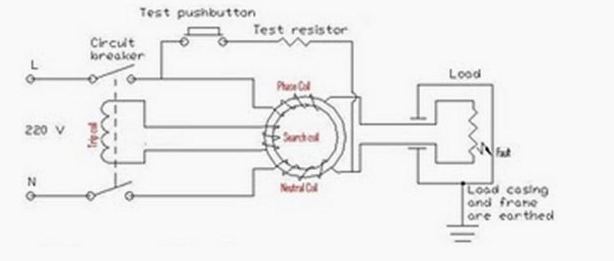 Test pushbutton
Test resistor
Circuit
breaker
L
Phase Coil
Load
220 V
Trip coil
Search coil
Fault
N
Neutral Coil
Load casing
and frame
are earthed